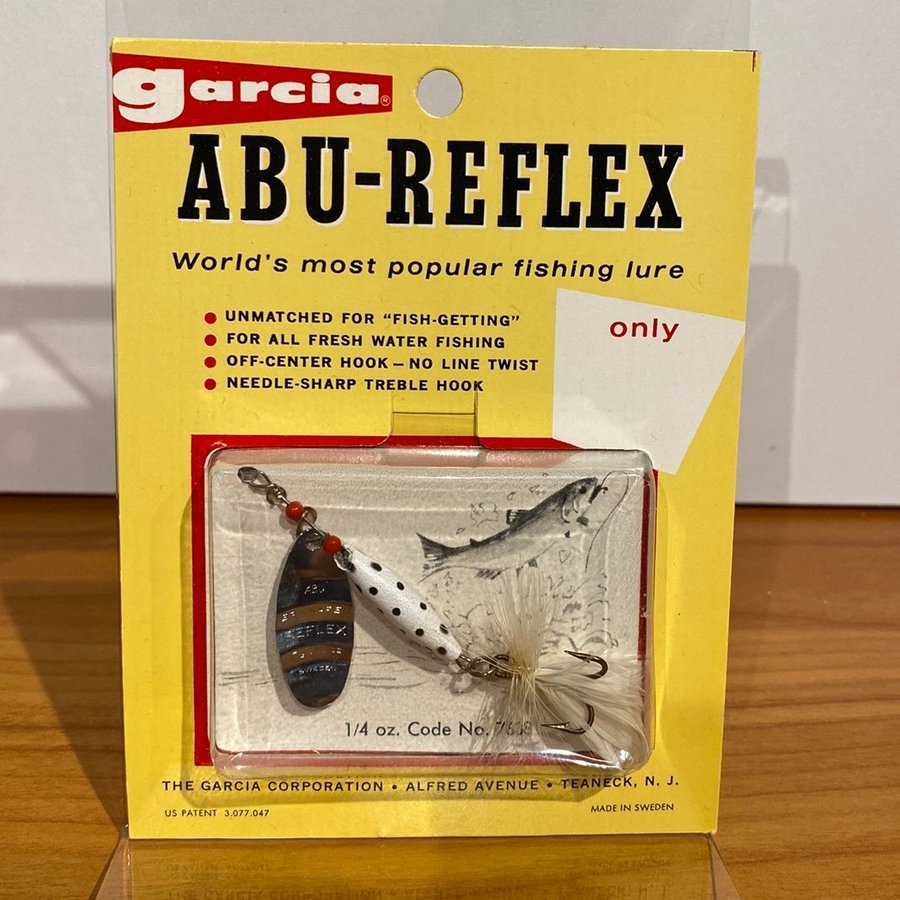 garcia®
ABU-REFLEX
World's most popular fishing lure
● UNMATCHED FOR "FISH-GETTING"
● FOR ALL FRESH WATER FISHING
● OFF-CENTER HOOK – NO LINE TWIST
● NEEDLE-SHARP TREBLE HOOK
only
ABU
REFLEX
SWEDEN
1/4 oz. Code No.
THE GARCIA CORPORATION • ALFRED AVENUE • TEANECK, N. J.
US PATENT 3.077.047
MADE IN SWEDEN